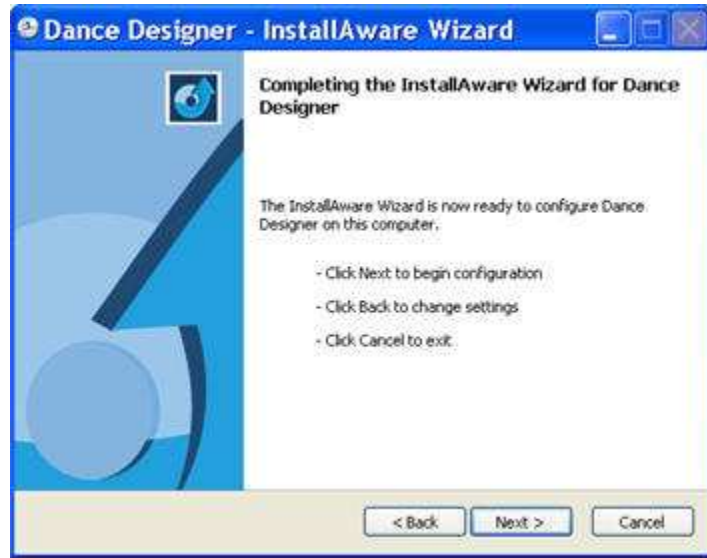 Dance Designer - InstallAware Wizard
Completing the InstallAware Wizard for Dance
Designer
The InstallAware Wizard is now ready to configure Dance
Designer on this computer.
- Click Next to begin configuration
- Click Back to change settings
- Click Cancel to exit
< Back
Next >
Cancel